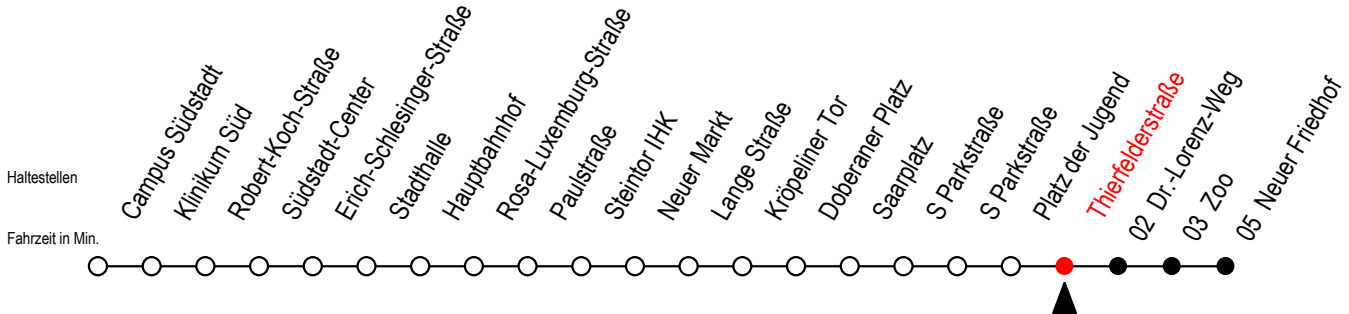 Haltestellen
Fahrzeit in Min.
Campus Südstadt
Klinikum Süd
Robert-Koch-Straße
Südstadt-Center
Erich-Schlesinger-Straße
Stadthalle
Hauptbahnhof
Rosa-Luxemburg-Straße
Paulstraße
Steintor IHK
Neuer Markt
Lange Straße
Kröpeliner Tor
Doberaner Platz
Saarplatz
S Parkstraße
S Parkstraße
Platz der Jugend
Thierfelderstraße
02 Dr.-Lorenz-Weg
03 Zoo
05 Neuer Friedhof